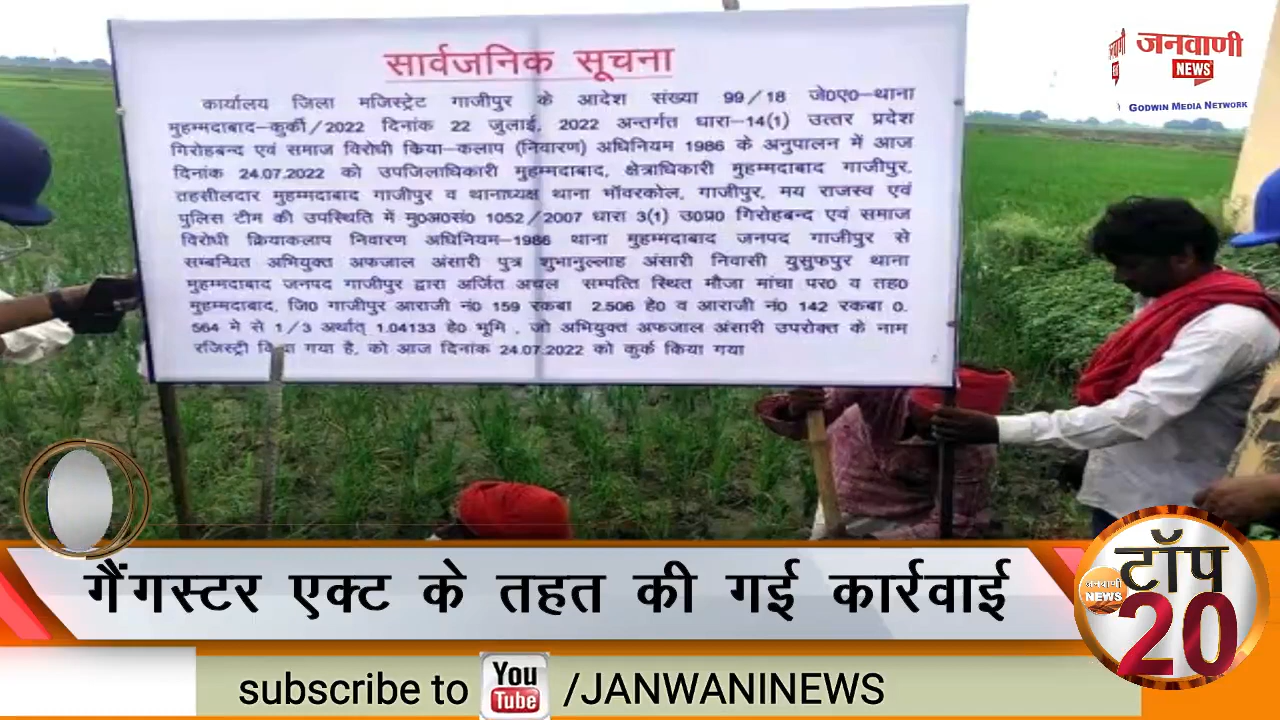 सार्वजनिक सूचना
कार्यालय जिला मजिस्ट्रेट गाजीपुर के आदेश संख्या 99/18 जे0ए0-थाना
मुहम्मदाबाद-कुर्की/2022 दिनांक 22 जुलाई, 2022 अन्तर्गत धारा-14(1) उत्तर प्रदेश
गिरोहबन्द एवं समाज विरोधी किया-कलाप (निवारण) अधिनियम 1986 के अनुपालन में आज
दिनांक 24.07.2022 को उपजिलाधिकारी मुहम्मदाबाद, क्षेत्राधिकारी मुहम्मदाबाद गाजीपुर,
तहसीलदार मुहम्मदाबाद गाजीपुर व थानाध्यक्ष थाना भॉवरकोल, गाजीपुर, मय राजस्व एवं
पुलिस टीम की उपस्थिति में मु0अ0सं0 1052/2007 धारा 3(1) उ0प्र0 गिरोहबन्द एवं समाज
विरोधी क्रियाकलाप निवारण अधिनियम-1986 थाना मुहम्मदाबाद जनपद गाजीपुर से
सम्बन्धित अभियुक्त अफजाल अंसारी पुत्र शुभानुल्लाह अंसारी निवासी युसुफपुर थाना
मुहम्मदाबाद जनपद गाजीपुर द्वारा अर्जित अचल सम्पत्ति स्थित मौजा मांचा पर0 व तह0
मुहम्मदाबाद, जि0 गाजीपुर आराजी नं0 159 रकबा 2.506 हे0 व आराजी नं0 142 रकबा 0.
564 मे से 1/3 अर्थात् 1.04133 हे0 भूमि , जो अभियुक्त अफजाल अंसारी उपरोक्त के नाम
रजिस्ट्री किया गया है, को आज दिनांक 24.07.2022 को कुर्क किया गया
जनवाणी
NEWS
GODWIN MEDIA NETWORK
गैंगस्टर एक्ट के तहत की गई कार्रवाई
टॉप
जनवाणी
NEWS
20
subscribe to You Tube /JANWANINEWS